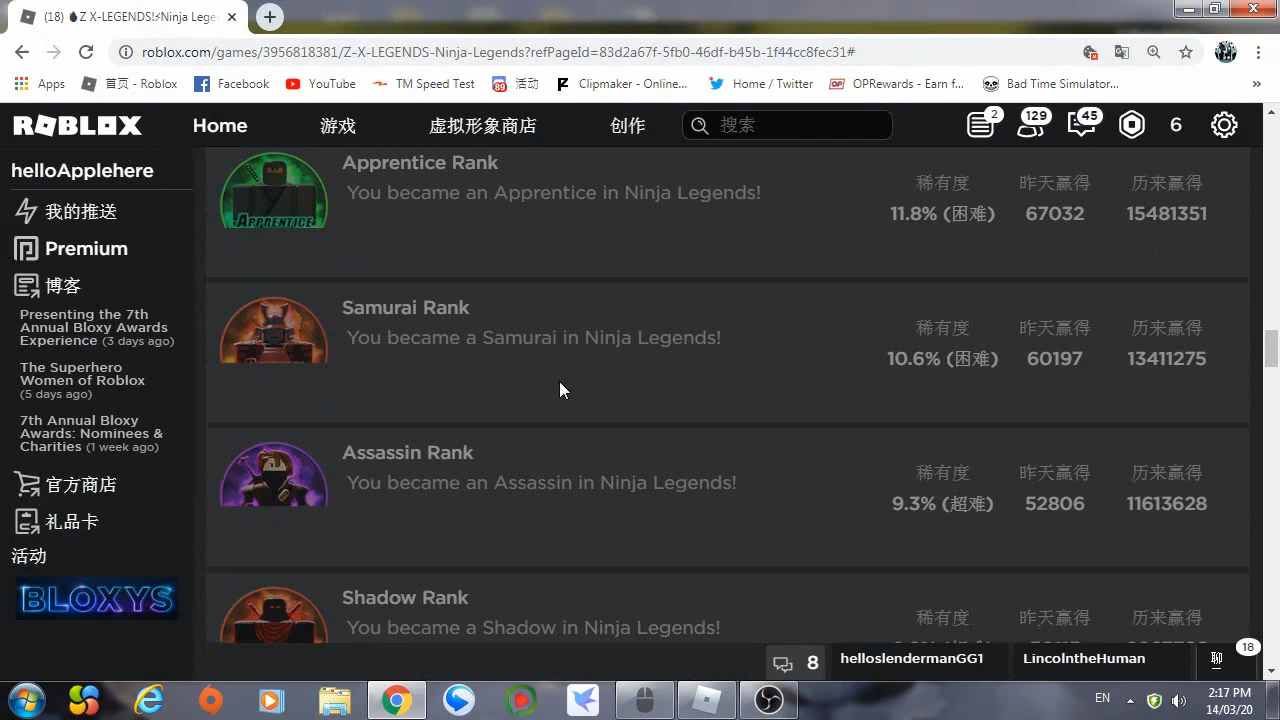 (18) Z X-LEGENDS!⚡Ninja Lege
roblox.com/games/3956818381/Z-X-LEGENDS-Ninja-Legends?refPageId=83d2a67f-5fb0-46df-b45b-1f44cc8fec31#
Apps 首页 - Roblox Facebook YouTube TM Speed Test 89 活动 Clipmaker - Online... Home / Twitter OPRewards - Earn f... Bad Time Simulator... »
ROBLOX Home 游戏 虚拟形象商店 创作 搜索 2 129 45 6
helloApplehere
我的推送
Premium
博客
Presenting the 7th
Annual Bloxy Awards
Experience (3 days ago)
The Superhero
Women of Roblox
(5 days ago)
7th Annual Bloxy
Awards: Nominees &
Charities (1 week ago)
官方商店
礼品卡
活动
BLOXYS
Apprentice Rank
You became an Apprentice in Ninja Legends!
APPRENTICE
稀有度 昨天赢得 历来赢得
11.8% (困难) 67032 15481351
Samurai Rank
You became a Samurai in Ninja Legends!
稀有度 昨天赢得 历来赢得
10.6% (困难) 60197 13411275
Assassin Rank
You became an Assassin in Ninja Legends!
稀有度 昨天赢得 历来赢得
9.3% (超难) 52806 11613628
Shadow Rank
You became a Shadow in Ninja Legends!
稀有度 昨天赢得 历来赢得
8 helloslendermanGG1 LincolntheHuman 18
EN 2:17 PM
14/03/20